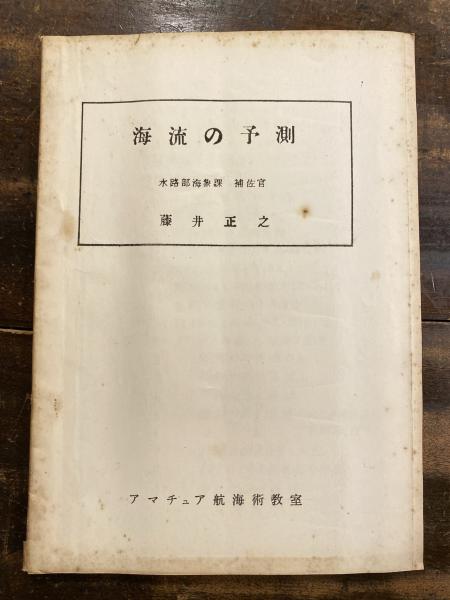 海流の予測
水路部海象課 補佐官
藤井正之
アマチュア航海術教室